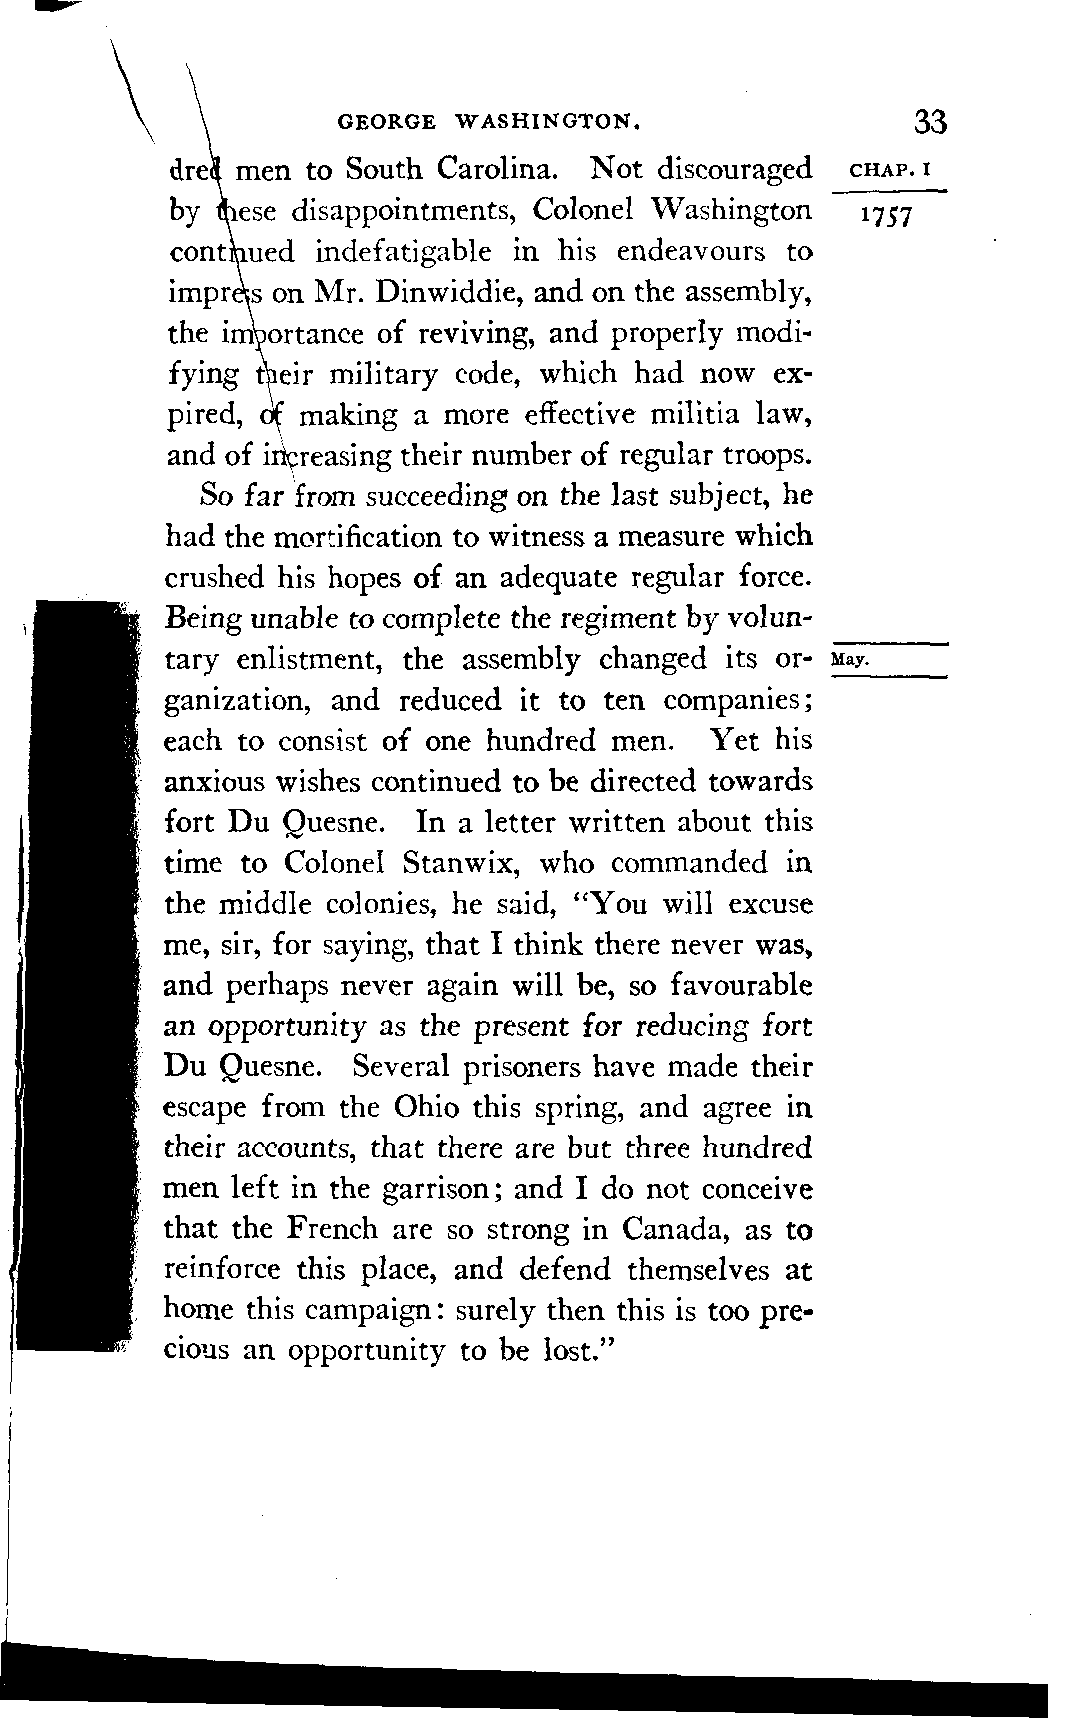 GEORGE WASHINGTON. 33
dred men to South Carolina. Not discouraged CHAP. I
by these disappointments, Colonel Washington 1757
continued indefatigable in his endeavours to
impress on Mr. Dinwiddie, and on the assembly,
the importance of reviving, and properly modi-
fying their military code, which had now ex-
pired, of making a more effective militia law,
and of increasing their number of regular troops.
So far from succeeding on the last subject, he
had the mortification to witness a measure which
crushed his hopes of an adequate regular force.
Being unable to complete the regiment by volun-
tary enlistment, the assembly changed its or- May.
ganization, and reduced it to ten companies;
each to consist of one hundred men. Yet his
anxious wishes continued to be directed towards
fort Du Quesne. In a letter written about this
time to Colonel Stanwix, who commanded in
the middle colonies, he said, "You will excuse
me, sir, for saying, that I think there never was,
and perhaps never again will be, so favourable
an opportunity as the present for reducing fort
Du Quesne. Several prisoners have made their
escape from the Ohio this spring, and agree in
their accounts, that there are but three hundred
men left in the garrison; and I do not conceive
that the French are so strong in Canada, as to
reinforce this place, and defend themselves at
home this campaign: surely then this is too pre-
cious an opportunity to be lost."